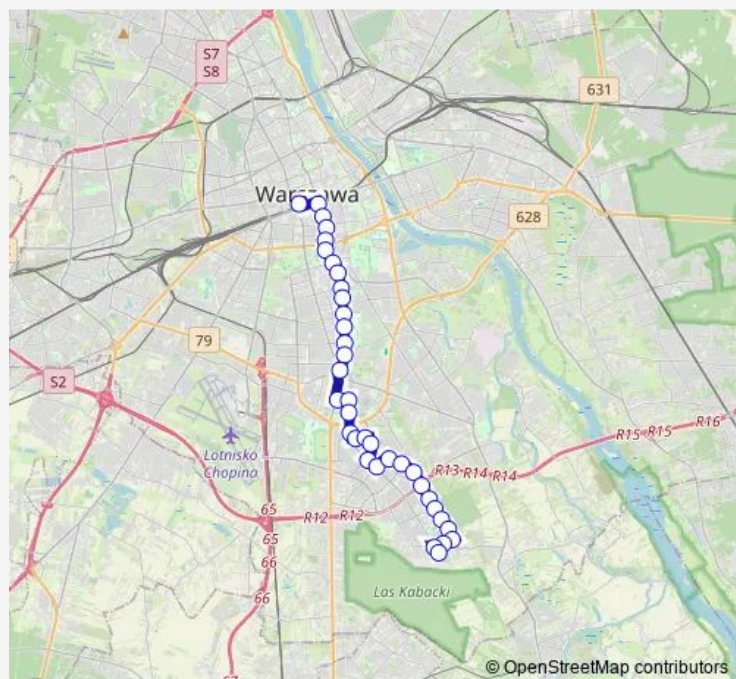 S7
S8
631
Warszawa
628
79
S2
Lotnisko
Chopina
R13 R14 R14
R15 R15
R16
65
R12 R12
65
66
66
67
Las Kabacki
© OpenStreetMap contributors